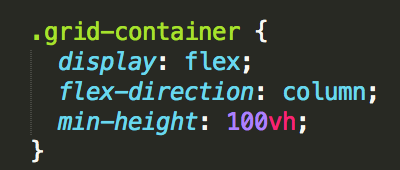 .grid-container {
  display: flex;
  flex-direction: column;
  min-height: 100vh;
}